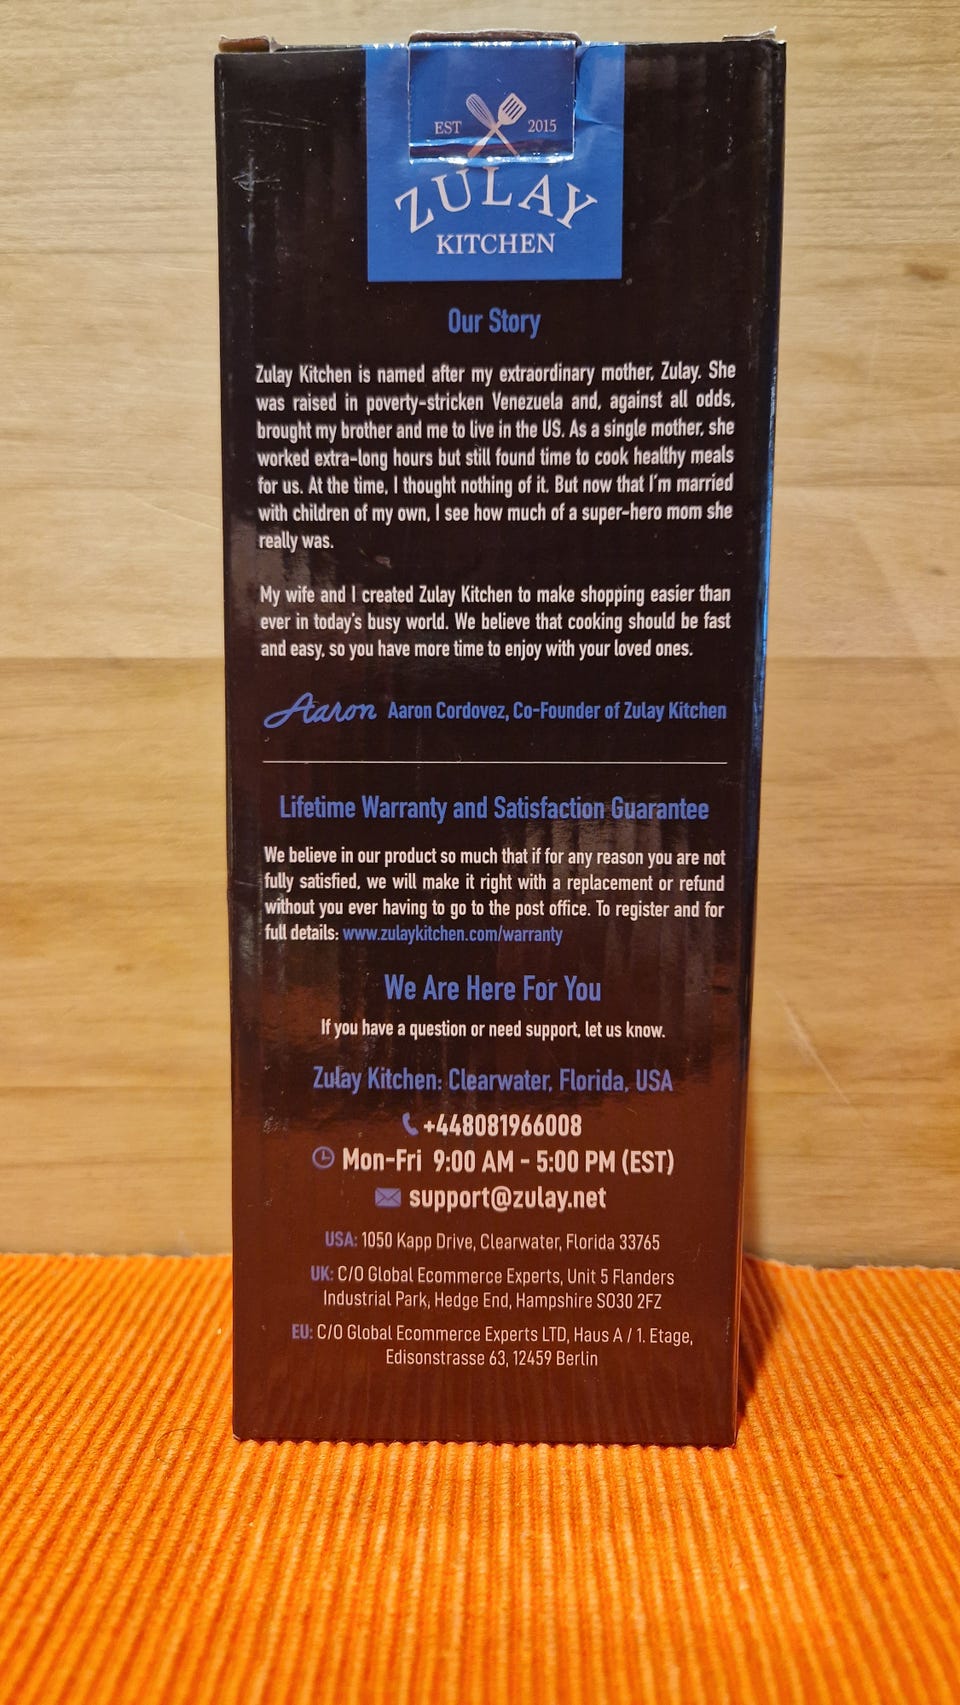 EST 2015
ZULAY
KITCHEN
Our Story
Zulay Kitchen is named after my extraordinary mother, Zulay. She
was raised in poverty-stricken Venezuela and, against all odds,
brought my brother and me to live in the US. As a single mother, she
worked extra-long hours but still found time to cook healthy meals
for us. At the time, I thought nothing of it. But now that I'm married
with children of my own, I see how much of a super-hero mom she
really was.
My wife and I created Zulay Kitchen to make shopping easier than
ever in today's busy world. We believe that cooking should be fast
and easy, so you have more time to enjoy with your loved ones.
Aaron Aaron Cordovez, Co-Founder of Zulay Kitchen
Lifetime Warranty and Satisfaction Guarantee
We believe in our product so much that if for any reason you are not
fully satisfied, we will make it right with a replacement or refund
without you ever having to go to the post office. To register and for
full details: www.zulaykitchen.com/warranty
We Are Here For You
If you have a question or need support, let us know.
Zulay Kitchen: Clearwater, Florida, USA
+448081966008
Mon-Fri 9:00 AM - 5:00 PM (EST)
support@zulay.net
USA: 1050 Kapp Drive, Clearwater, Florida 33765
UK: C/O Global Ecommerce Experts, Unit 5 Flanders
Industrial Park, Hedge End, Hampshire SO30 2FZ
EU: C/O Global Ecommerce Experts LTD, Haus A / 1. Etage,
Edisonstrasse 63, 12459 Berlin